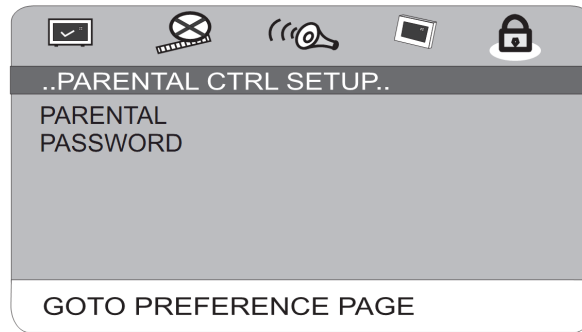 ..PARENTAL CTRL SETUP..
PARENTAL
PASSWORD
GOTO PREFERENCE PAGE